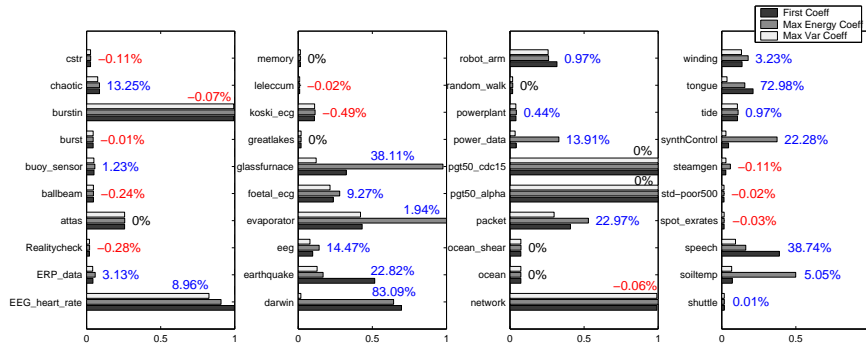 First Coeff
Max Energy Coeff
Max Var Coeff
cstr −0.11%
chaotic 13.25%
burstin −0.07%
burst −0.01%
buoy_sensor 1.23%
ballbeam −0.24%
attas 0%
Realitycheck −0.28%
ERP_data 3.13%
EEG_heart_rate 8.96%
0 0.5 1
memory 0%
leleccum −0.02%
koski_ecg −0.49%
greatlakes 0%
glassfurnace 38.11%
foetal_ecg 9.27%
evaporator 1.94%
eeg 14.47%
earthquake 22.82%
darwin 83.09%
0 0.5 1
robot_arm 0.97%
random_walk 0%
powerplant 0.44%
power_data 13.91%
pgt50_cdc15 0%
pgt50_alpha 0%
packet 22.97%
ocean_shear 0%
ocean 0%
network −0.06%
0 0.5 1
winding 3.23%
tongue 72.98%
tide 0.97%
synthControl 22.28%
steamgen −0.11%
std−poor500 −0.02%
spot_exrates −0.03%
speech 38.74%
soiltemp 5.05%
shuttle 0.01%
0 0.5